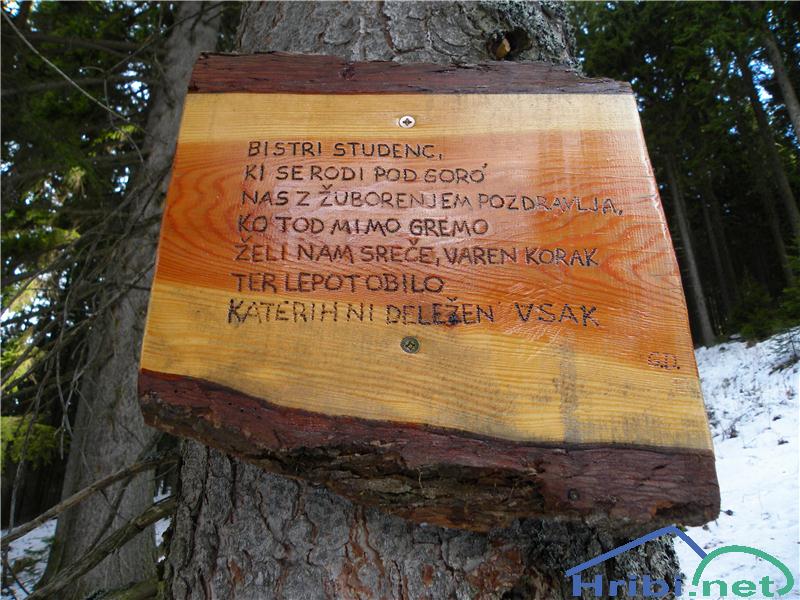 BISTRI STUDENC,
KI SE RODI POD GORO
NAS Z ŽUBORENJEM POZDRAVLJA,
KO TOD MIMO GREMO
ŽELI NAM SREČE, VAREN KORAK
TER LEPOT OBILO
KATERIH NI DELEŽEN VSAK
G.D.
Hribi.net